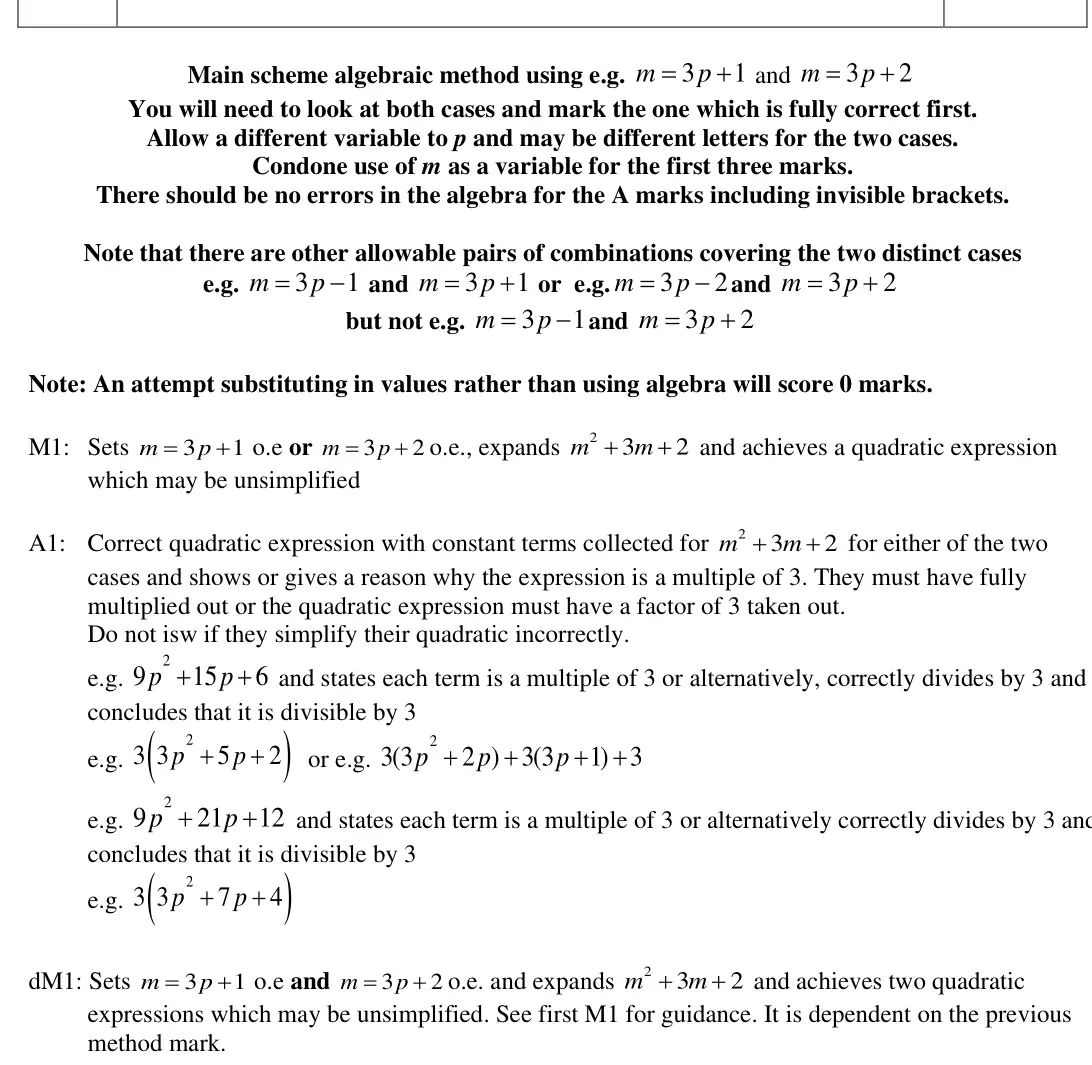 Main scheme algebraic method using e.g. m = 3p + 1 and m = 3p + 2
You will need to look at both cases and mark the one which is fully correct first.
Allow a different variable to p and may be different letters for the two cases.
Condone use of m as a variable for the first three marks.
There should be no errors in the algebra for the A marks including invisible brackets.
Note that there are other allowable pairs of combinations covering the two distinct cases
e.g. m = 3p − 1 and m = 3p + 1 or e.g. m = 3p − 2 and m = 3p + 2
but not e.g. m = 3p − 1 and m = 3p + 2
Note: An attempt substituting in values rather than using algebra will score 0 marks.
M1: Sets m = 3p + 1 o.e or m = 3p + 2 o.e., expands m² + 3m + 2 and achieves a quadratic expression
which may be unsimplified
A1: Correct quadratic expression with constant terms collected for m² + 3m + 2 for either of the two
cases and shows or gives a reason why the expression is a multiple of 3. They must have fully
multiplied out or the quadratic expression must have a factor of 3 taken out.
Do not isw if they simplify their quadratic incorrectly.
e.g. 9p² + 15p + 6 and states each term is a multiple of 3 or alternatively, correctly divides by 3 and
concludes that it is divisible by 3
e.g. 3(3p² + 5p + 2) or e.g. 3(3p² + 2p) + 3(3p + 1) + 3
e.g. 9p² + 21p + 12 and states each term is a multiple of 3 or alternatively correctly divides by 3 and
concludes that it is divisible by 3
e.g. 3(3p² + 7p + 4)
dM1: Sets m = 3p + 1 o.e and m = 3p + 2 o.e. and expands m² + 3m + 2 and achieves two quadratic
expressions which may be unsimplified. See first M1 for guidance. It is dependent on the previous
method mark.